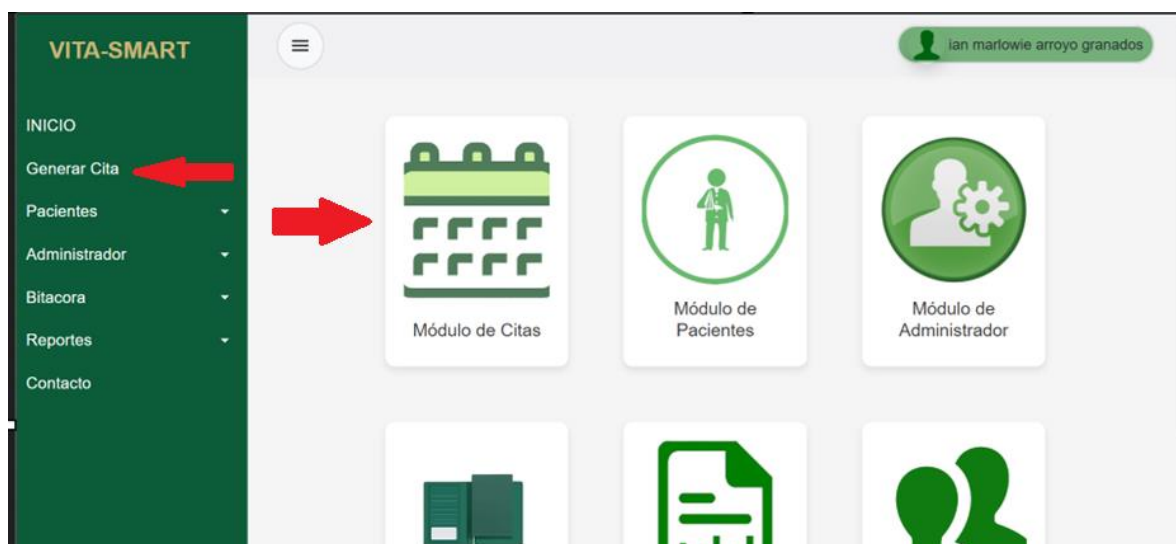 VITA-SMART
ian marlowie arroyo granados
INICIO
Generar Cita
Pacientes
Administrador
Bitacora
Reportes
Contacto
Módulo de Citas
Módulo de
Pacientes
Módulo de
Administrador